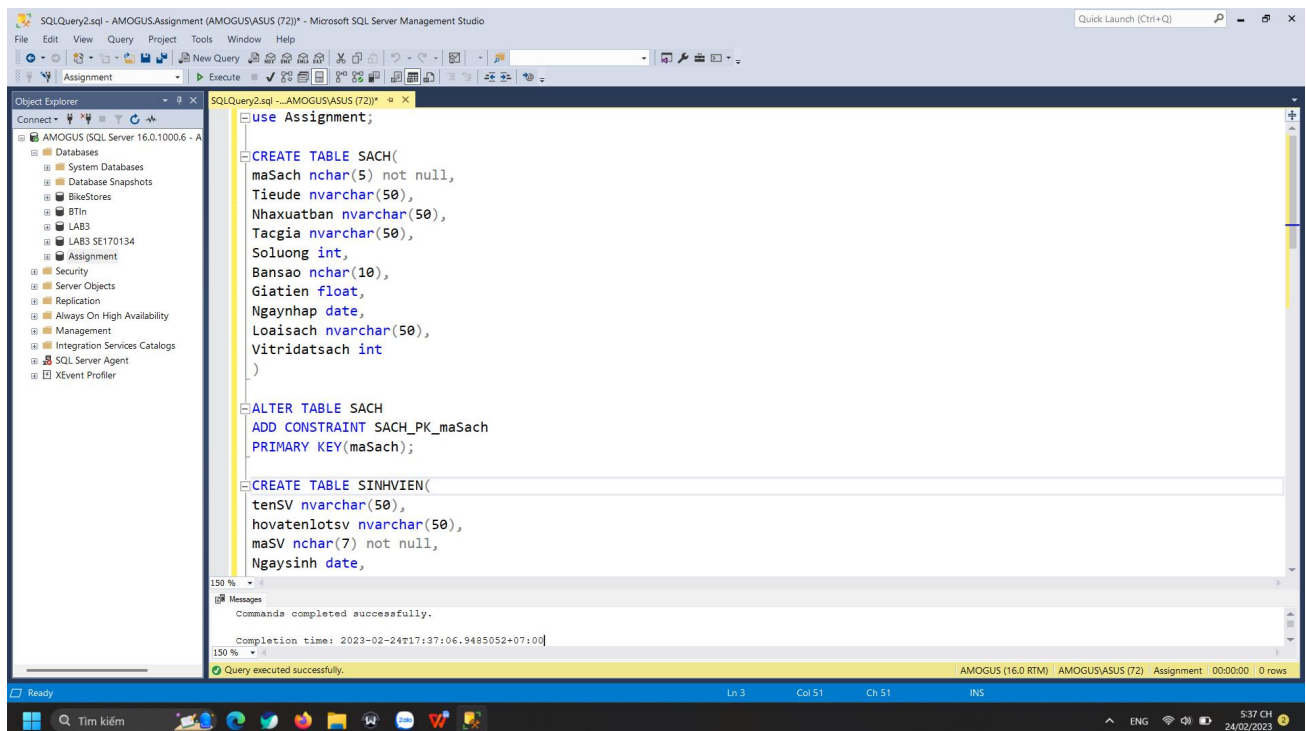 SQLQuery2.sql - AMOGUS.Assignment (AMOGUS\ASUS (72))* - Microsoft SQL Server Management Studio
Quick Launch (Ctrl+Q)
File Edit View Query Project Tools Window Help
New Query
Assignment
Execute
Object Explorer
SQLQuery2.sql -...AMOGUS\ASUS (72))*
Connect
AMOGUS (SQL Server 16.0.1000.6 - A
Databases
System Databases
Database Snapshots
BikeStores
BTIn
LAB3
LAB3 SE170134
Assignment
Security
Server Objects
Replication
Always On High Availability
Management
Integration Services Catalogs
SQL Server Agent
XEvent Profiler
use Assignment;
CREATE TABLE SACH(
maSach nchar(5) not null,
Tieude nvarchar(50),
Nhaxuatban nvarchar(50),
Tacgia nvarchar(50),
Soluong int,
Bansao nchar(10),
Giatien float,
Ngaynhap date,
Loaisach nvarchar(50),
Vitridatsach int
)
ALTER TABLE SACH
ADD CONSTRAINT SACH_PK_maSach
PRIMARY KEY(maSach);
CREATE TABLE SINHVIEN(
tenSV nvarchar(50),
hovatenlotsv nvarchar(50),
maSV nchar(7) not null,
Ngaysinh date,
150 %
Messages
Commands completed successfully.
Completion time: 2023-02-24T17:37:06.9485052+07:00
150 %
Query executed successfully.
AMOGUS (16.0 RTM) AMOGUS\ASUS (72) Assignment 00:00:00 0 rows
Ready
Ln 3 Col 51 Ch 51 INS
Tìm kiếm
Zalo
ENG
5:37 CH
24/02/2023
2